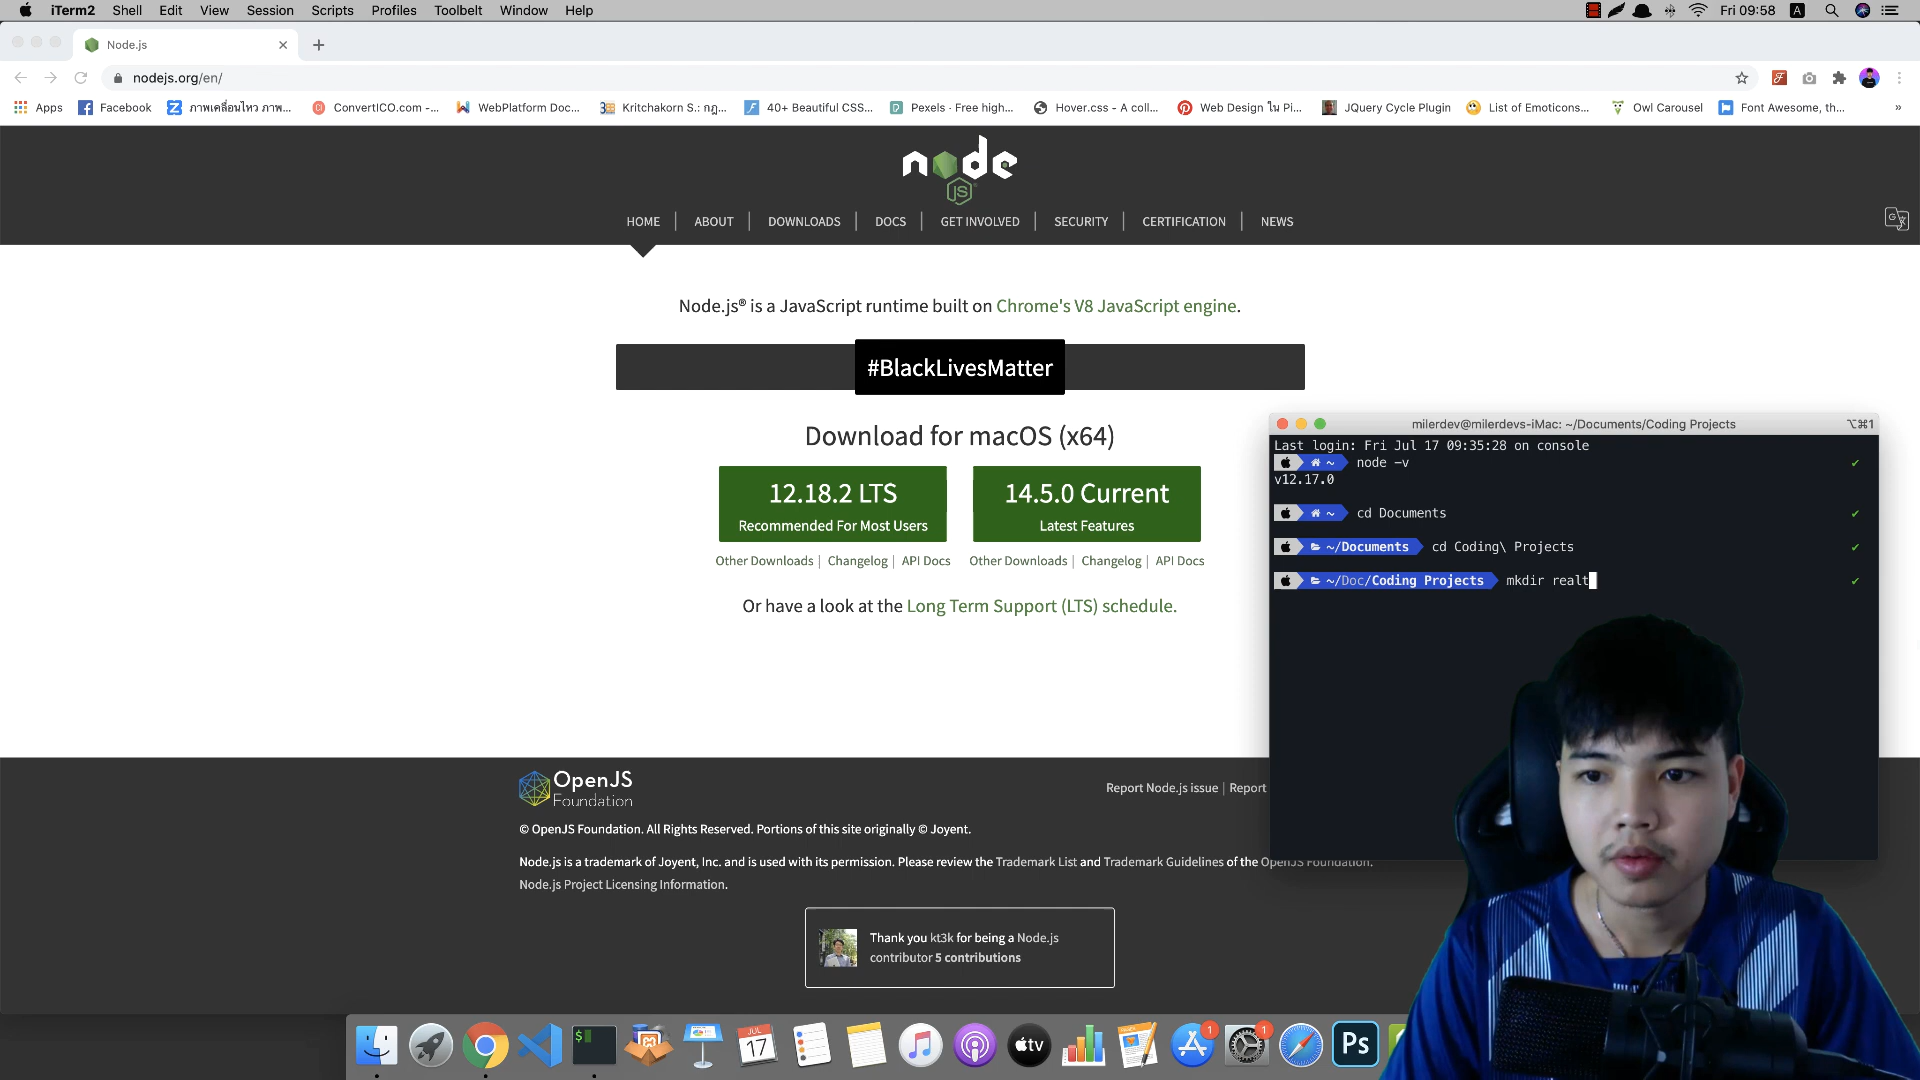 iTerm2 Shell Edit View Session Scripts Profiles Toolbelt Window Help
Fri 09:58 A
Node.js
nodejs.org/en/
Apps Facebook ภาพเคลื่อนไหว ภาพ... ConvertICO.com -... WebPlatform Doc... Kritchakorn S.: กฎ... 40+ Beautiful CSS... Pexels · Free high... Hover.css - A coll... Web Design ใน Pi... JQuery Cycle Plugin List of Emoticons... Owl Carousel Font Awesome, th... »
node
JS
HOME ABOUT DOWNLOADS DOCS GET INVOLVED SECURITY CERTIFICATION NEWS
Node.js® is a JavaScript runtime built on Chrome's V8 JavaScript engine.
#BlackLivesMatter
Download for macOS (x64)
12.18.2 LTS
Recommended For Most Users
14.5.0 Current
Latest Features
Other Downloads | Changelog | API Docs
Other Downloads | Changelog | API Docs
Or have a look at the Long Term Support (LTS) schedule.
milerdev@milerdevs-iMac: ~/Documents/Coding Projects ⌥⌘1
Last login: Fri Jul 17 09:35:28 on console
~ node -v
v12.17.0
~ cd Documents
~/Documents cd Coding\ Projects
~/Doc/Coding Projects mkdir realt
OpenJS
Foundation
Report Node.js issue | Report
© OpenJS Foundation. All Rights Reserved. Portions of this site originally © Joyent.
Node.js is a trademark of Joyent, Inc. and is used with its permission. Please review the Trademark List and Trademark Guidelines of the OpenJS Foundation.
Node.js Project Licensing Information.
Thank you kt3k for being a Node.js
contributor 5 contributions
JUL
17
tv
1
1
Ps